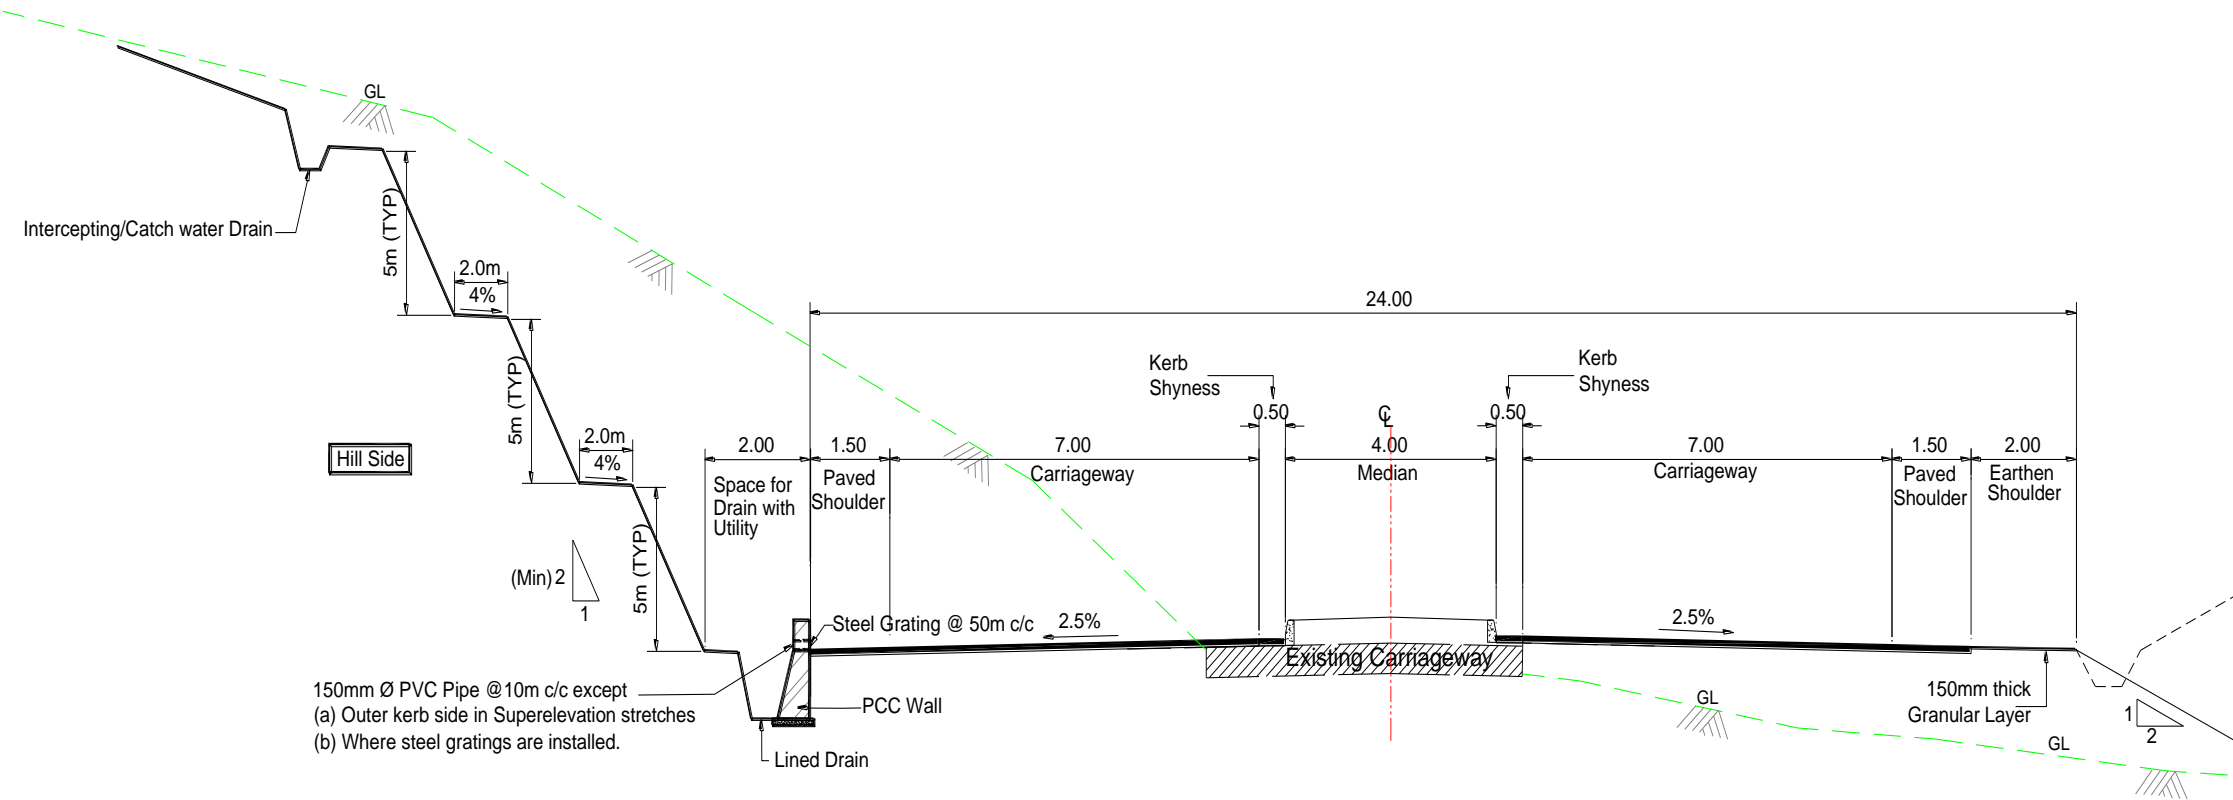 GL
Intercepting/Catch water Drain
5m (TYP)
2.0m
4%
24.00
5m (TYP)
Kerb
Shyness
Kerb
Shyness
0.50
℄
0.50
2.0m
4%
Hill Side
2.00
1.50
7.00
4.00
7.00
1.50
2.00
Space for
Drain with
Utility
Paved
Shoulder
Carriageway
Median
Carriageway
Paved
Shoulder
Earthen
Shoulder
5m (TYP)
(Min) 2
1
Steel Grating @ 50m c/c
2.5%
2.5%
Existing Carriageway
150mm Ø PVC Pipe @10m c/c except
(a) Outer kerb side in Superelevation stretches
(b) Where steel gratings are installed.
PCC Wall
Lined Drain
GL
150mm thick
Granular Layer
GL
1
2